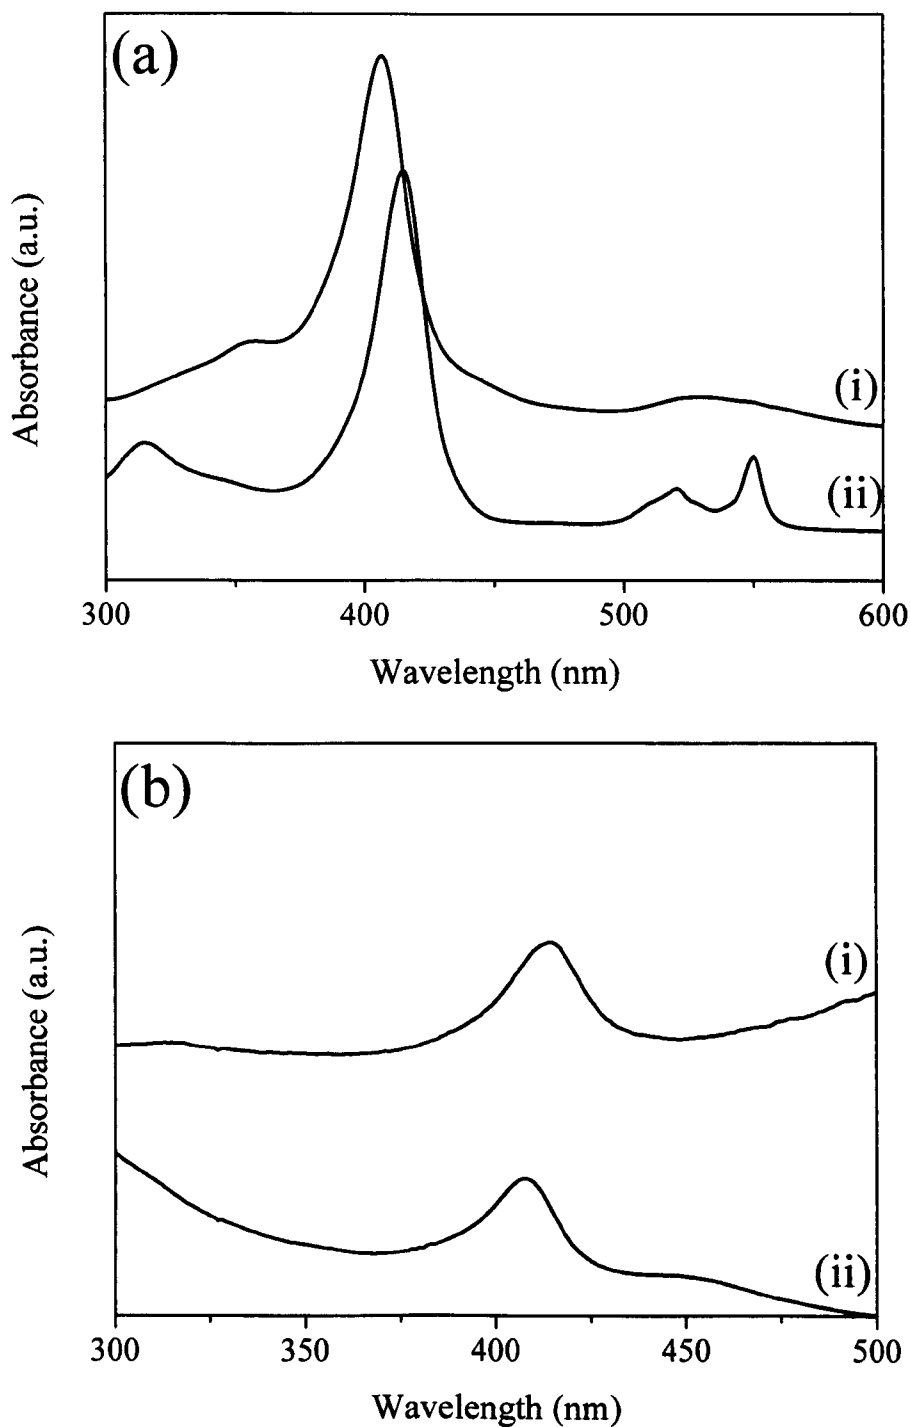 (a)
Absorbance (a.u.)
(i)
(ii)
300 400 500 600
Wavelength (nm)
(b)
Absorbance (a.u.)
(i)
(ii)
300 350 400 450 500
Wavelength (nm)